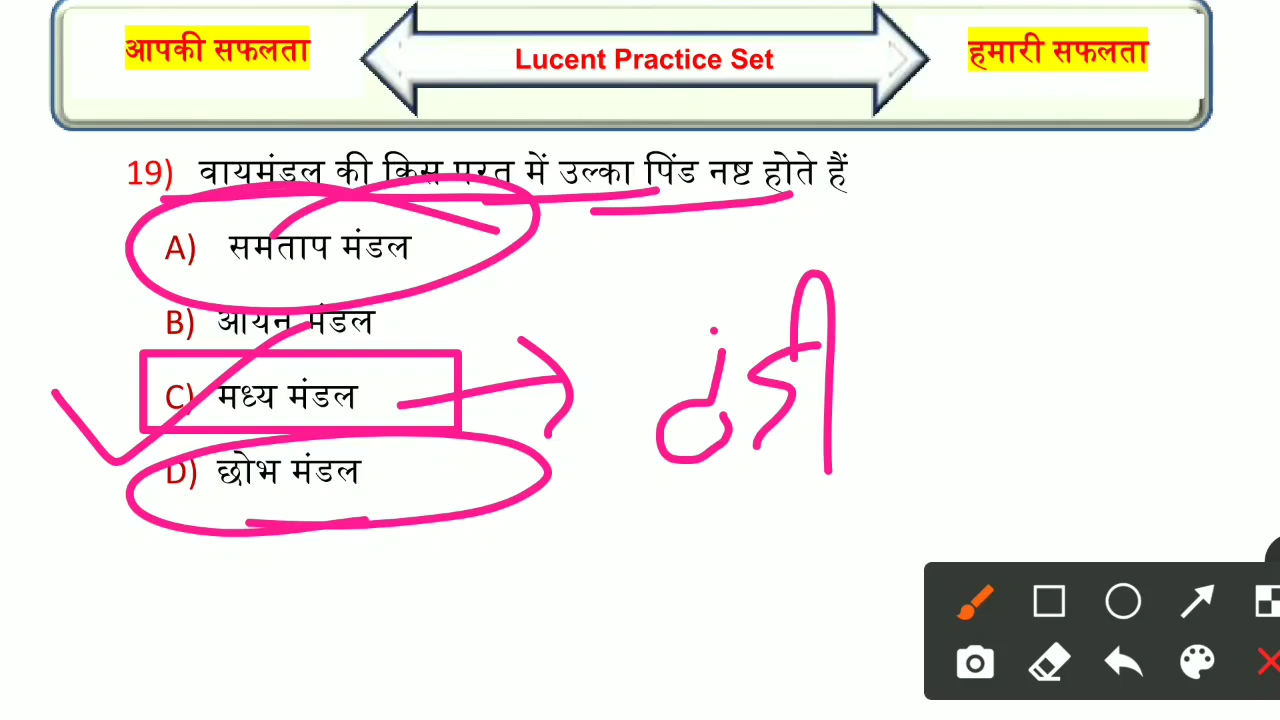 आपकी सफलता
Lucent Practice Set
हमारी सफलता
19) वायमंडल की किस परत में उल्का पिंड नष्ट होते हैं
A) समताप मंडल
B) आयन मंडल
C) मध्य मंडल
D) छोभ मंडल